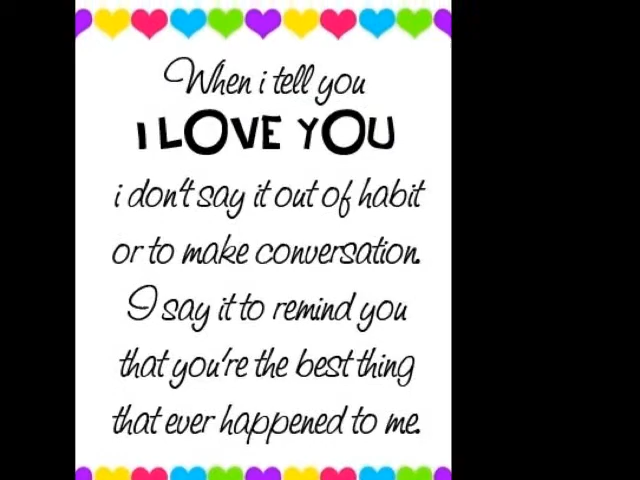 When i tell you
I LOVE YOU
i don't say it out of habit
or to make conversation.
I say it to remind you
that you're the best thing
that ever happened to me.